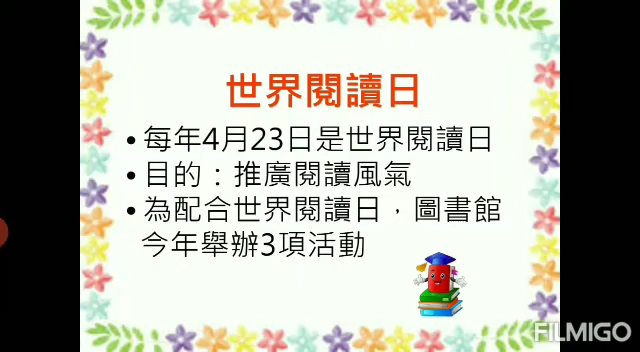 世界閱讀日
• 每年4月23日是世界閱讀日
• 目的：推廣閱讀風氣
• 為配合世界閱讀日，圖書館
今年舉辦3項活動
FILMIGO